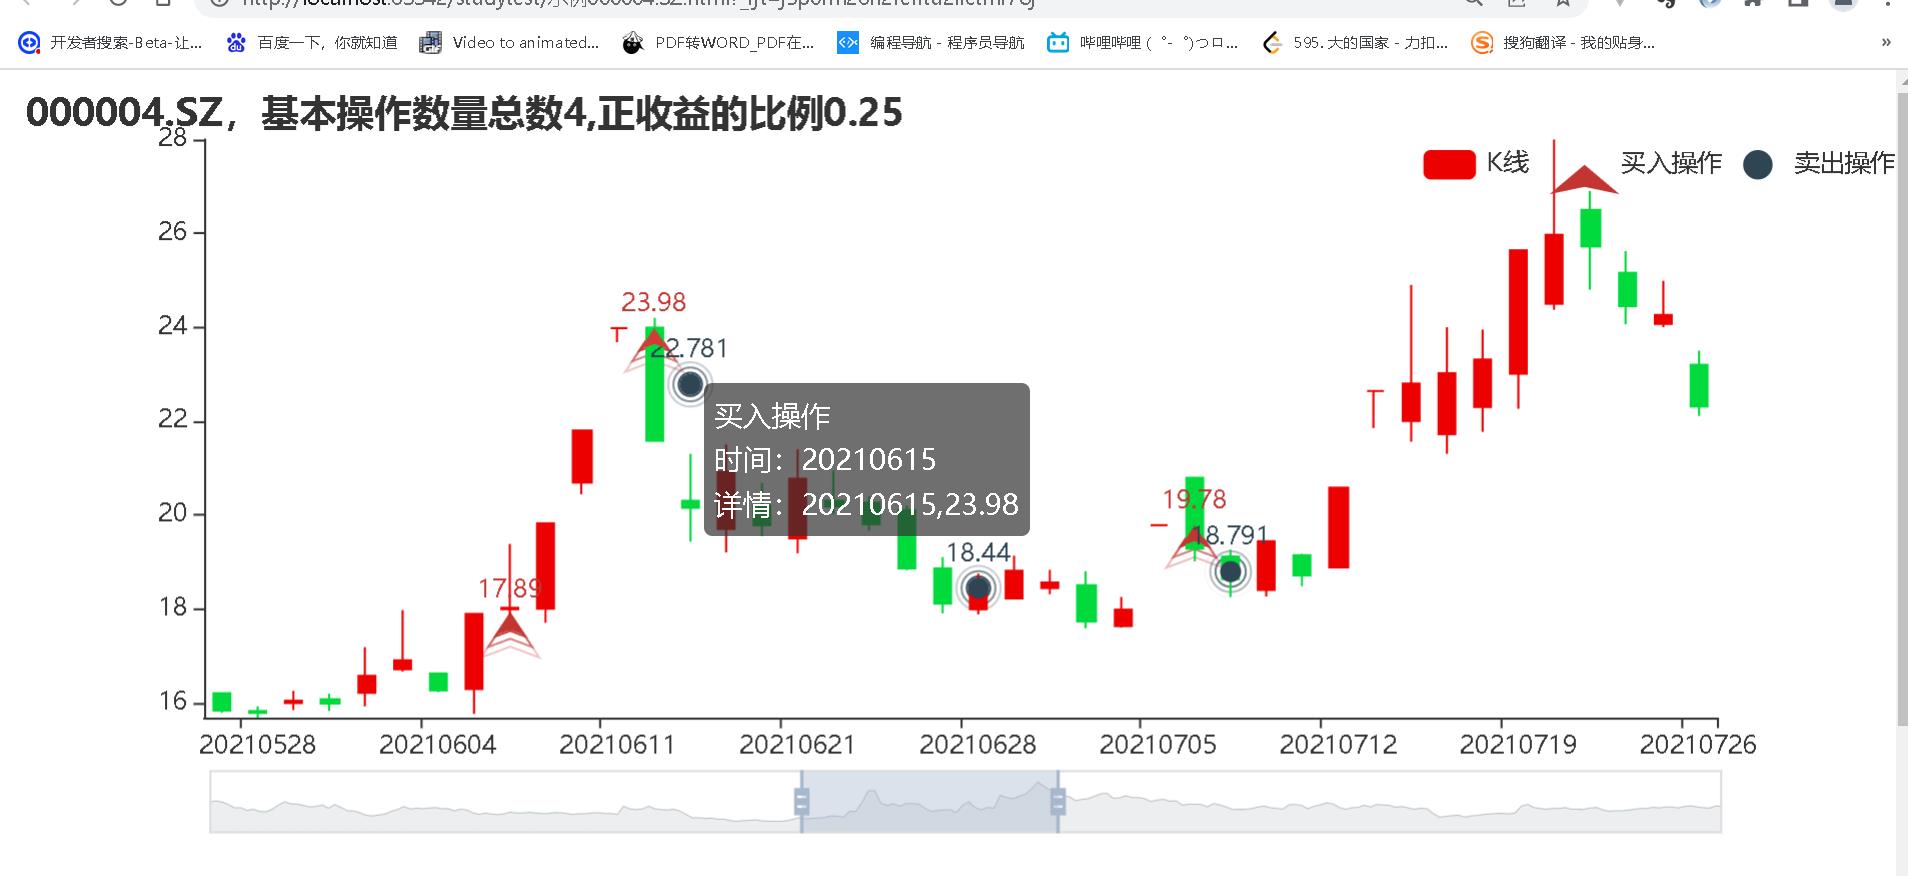 开发者搜索-Beta-让... 百度一下，你就知道 Video to animated... PDF转WORD_PDF在... 编程导航 - 程序员导航 哔哩哔哩 (゜-゜)つロ... 595. 大的国家 - 力扣... 搜狗翻译 - 我的贴身... »
000004.SZ，基本操作数量总数4,正收益的比例0.25
K线 买入操作 卖出操作
28
26
24
22
20
18
16
23.98
22.781
买入操作
时间：20210615
详情：20210615,23.98
19.78
18.791
18.44
17.89
20210528 20210604 20210611 20210621 20210628 20210705 20210712 20210719 20210726